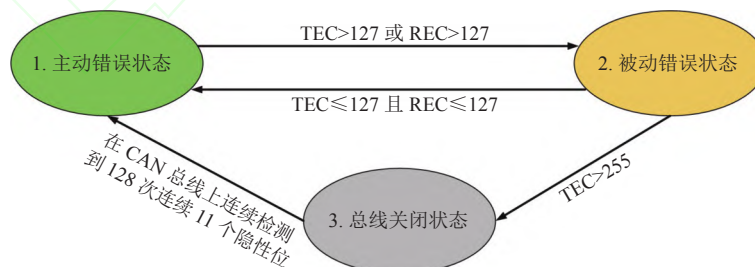 TEC>127 或 REC>127
1. 主动错误状态
2. 被动错误状态
TEC≤127 且 REC≤127
在 CAN 总线上连续检测
到 128 次连续 11 个隐性位
TEC>255
3. 总线关闭状态